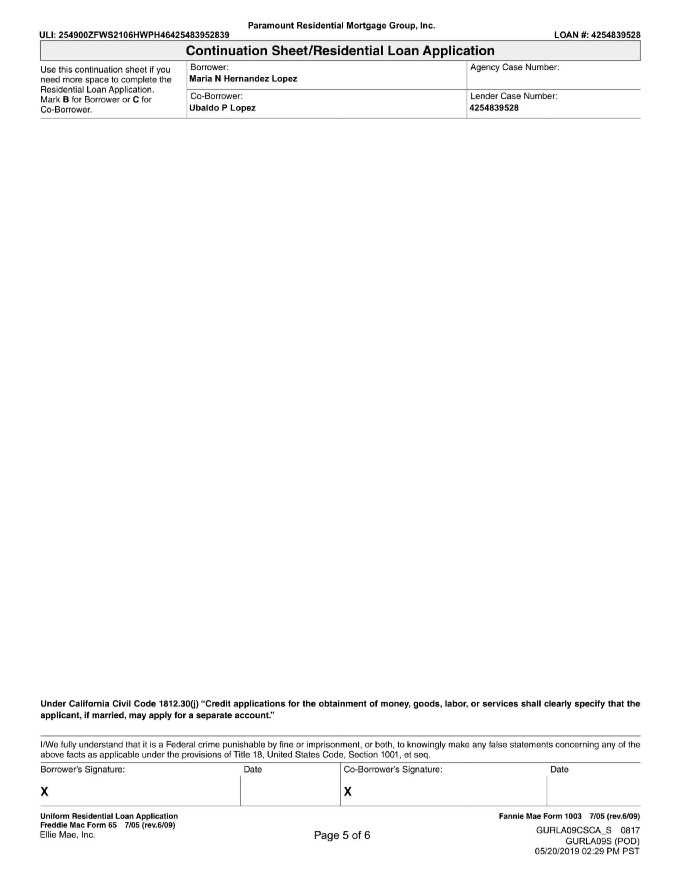 Paramount Residential Mortgage Group, Inc.
ULI: 254900ZFWS2106HWPH46425483952839 LOAN #: 4254839528
Continuation Sheet/Residential Loan Application
Use this continuation sheet if you
need more space to complete the
Residential Loan Application.
Mark B for Borrower or C for
Co-Borrower.
Borrower:
Maria N Hernandez Lopez
Agency Case Number:
Co-Borrower:
Ubaldo P Lopez
Lender Case Number:
4254839528
Under California Civil Code 1812.30(j) “Credit applications for the obtainment of money, goods, labor, or services shall clearly specify that the
applicant, if married, may apply for a separate account.”
I/We fully understand that it is a Federal crime punishable by fine or imprisonment, or both, to knowingly make any false statements concerning any of the
above facts as applicable under the provisions of Title 18, United States Code, Section 1001, et seq.
Borrower's Signature: Date Co-Borrower's Signature: Date
X X
Uniform Residential Loan Application
Freddie Mac Form 65 7/05 (rev.6/09)
Ellie Mae, Inc.
Page 5 of 6
Fannie Mae Form 1003 7/05 (rev.6/09)
GURLA09CSCA_S 0817
GURLA09S (POD)
05/20/2019 02:29 PM PST